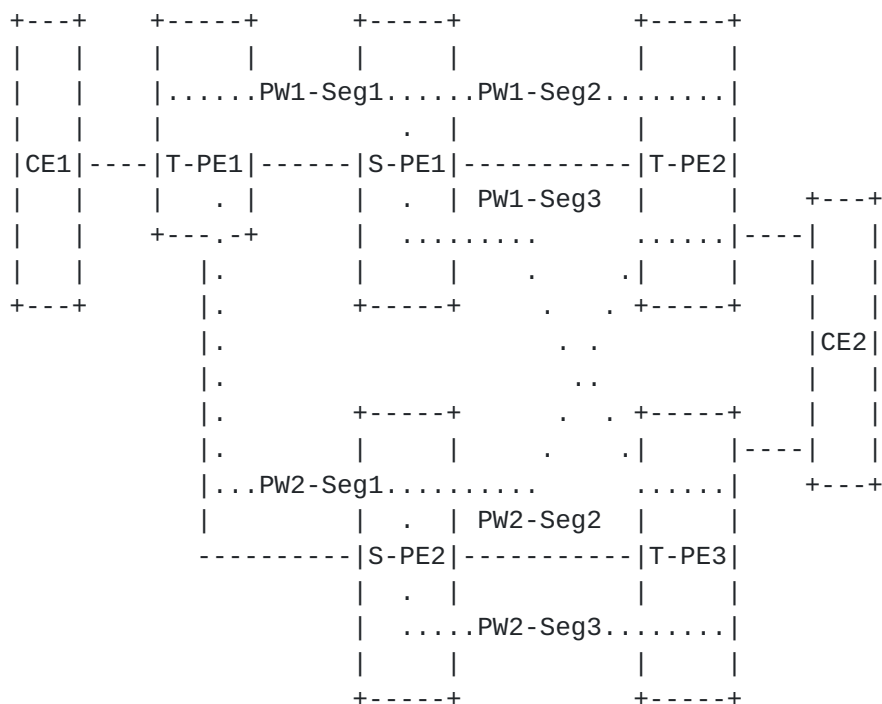 PW1-Seg1 PW1-Seg2
CE1 T-PE1 S-PE1 T-PE2
PW1-Seg3
CE2
PW2-Seg1
PW2-Seg2
S-PE2 T-PE3
PW2-Seg3